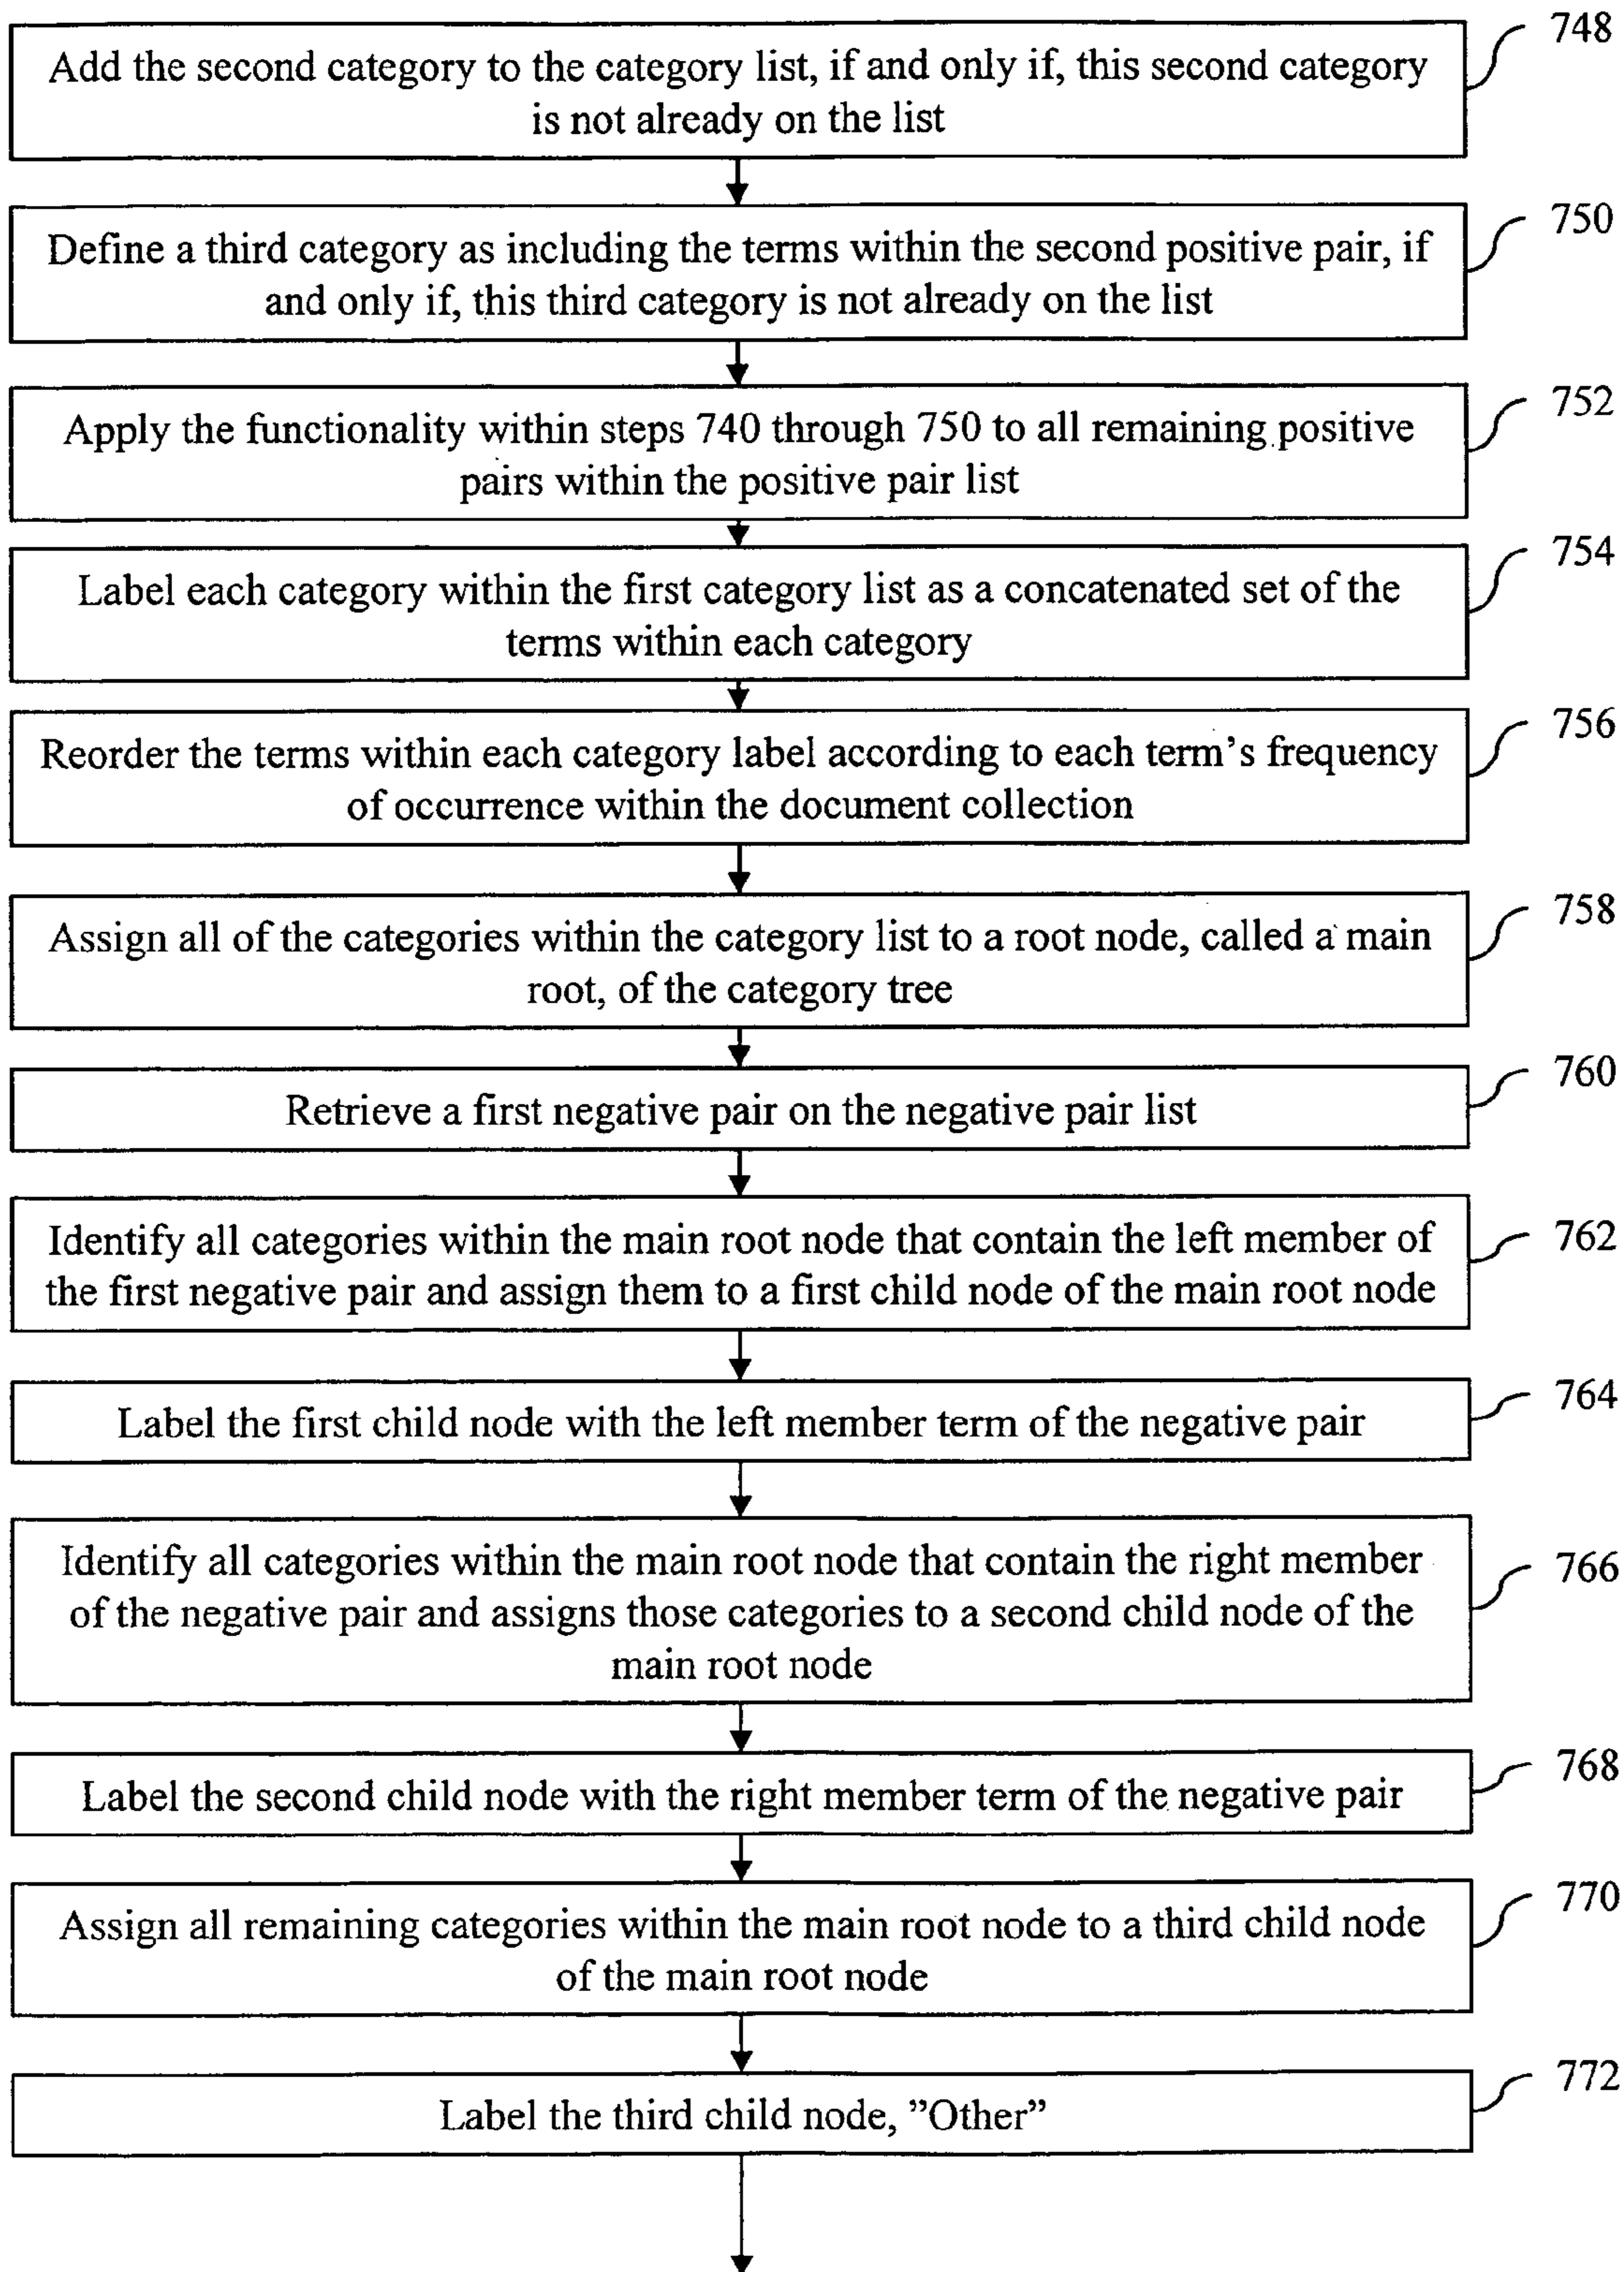 748
Add the second category to the category list, if and only if, this second category
is not already on the list
750
Define a third category as including the terms within the second positive pair, if
and only if, this third category is not already on the list
752
Apply the functionality within steps 740 through 750 to all remaining positive
pairs within the positive pair list
754
Label each category within the first category list as a concatenated set of the
terms within each category
756
Reorder the terms within each category label according to each term's frequency
of occurrence within the document collection
758
Assign all of the categories within the category list to a root node, called a main
root, of the category tree
760
Retrieve a first negative pair on the negative pair list
762
Identify all categories within the main root node that contain the left member of
the first negative pair and assign them to a first child node of the main root node
764
Label the first child node with the left member term of the negative pair
766
Identify all categories within the main root node that contain the right member
of the negative pair and assigns those categories to a second child node of the
main root node
768
Label the second child node with the right member term of the negative pair
770
Assign all remaining categories within the main root node to a third child node
of the main root node
772
Label the third child node, ”Other”